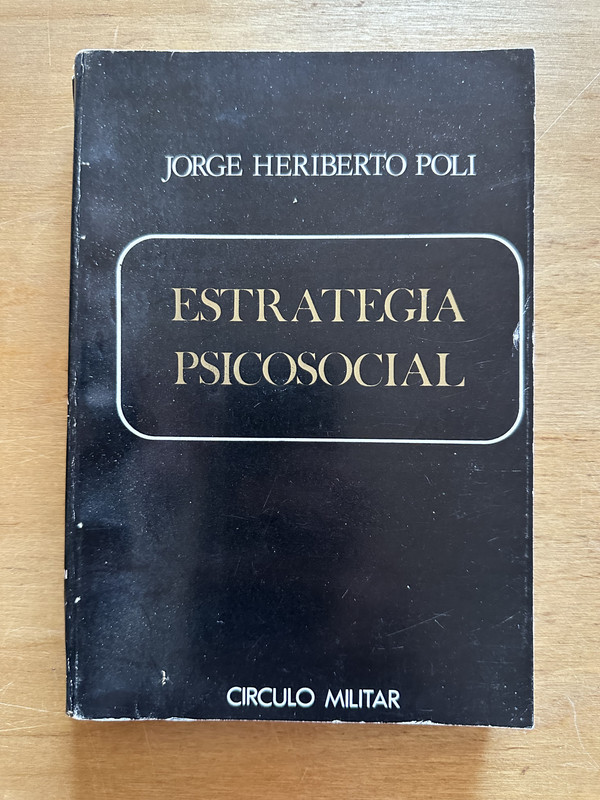 JORGE HERIBERTO POLI
ESTRATEGIA
PSICOSOCIAL
CIRCULO MILITAR